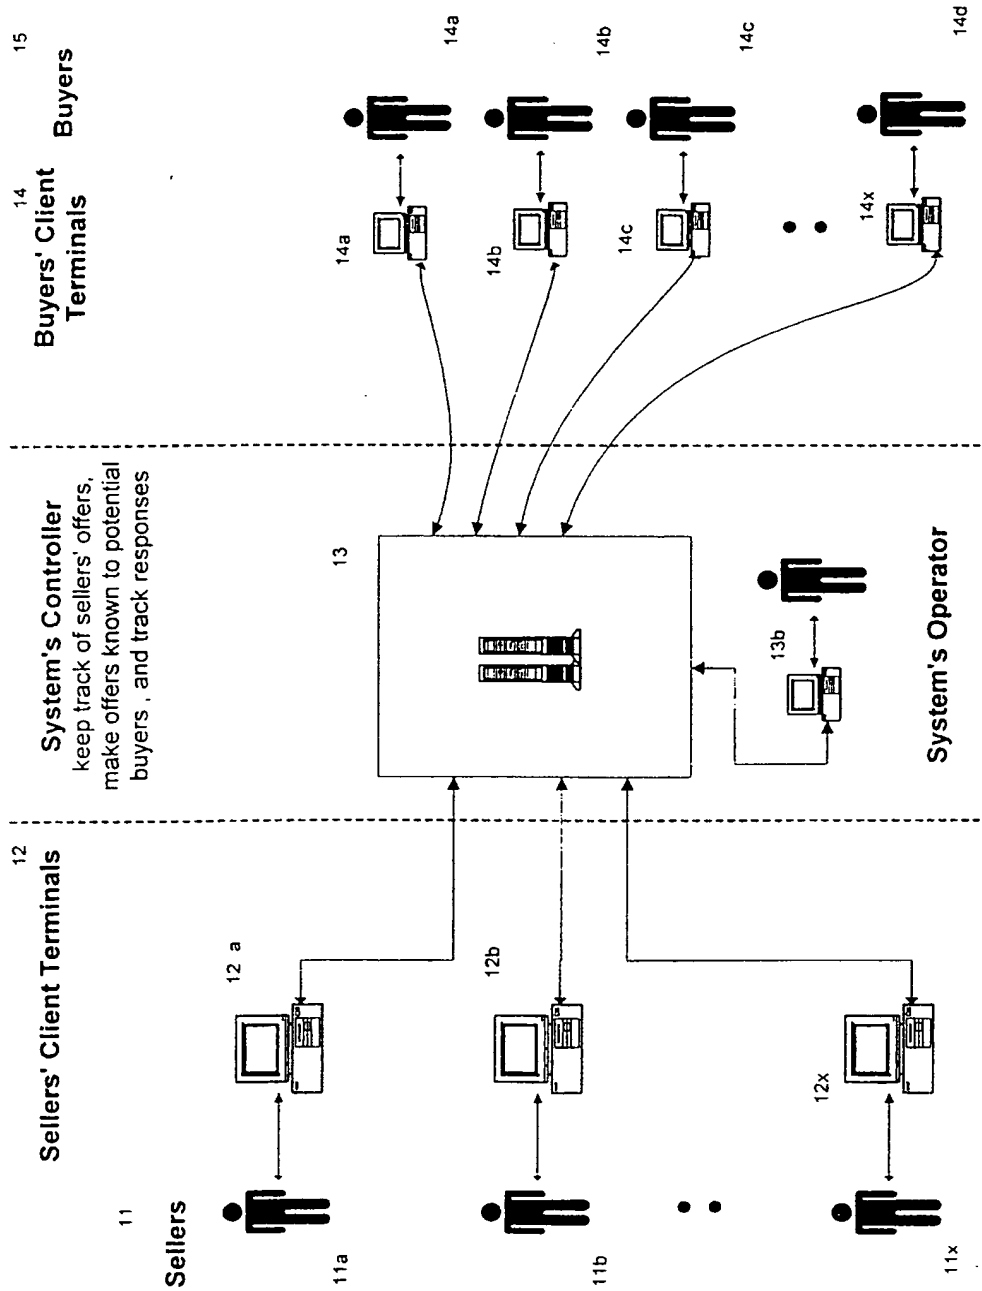 11
Sellers
11a
11b
11x
12
Sellers' Client Terminals
12 a
12b
12x
System's Controller
keep track of sellers' offers,
make offers known to potential
buyers , and track responses
13
13b
System's Operator
14
Buyers' Client
Terminals
14a
14b
14c
14x
15
Buyers
14a
14b
14c
14d